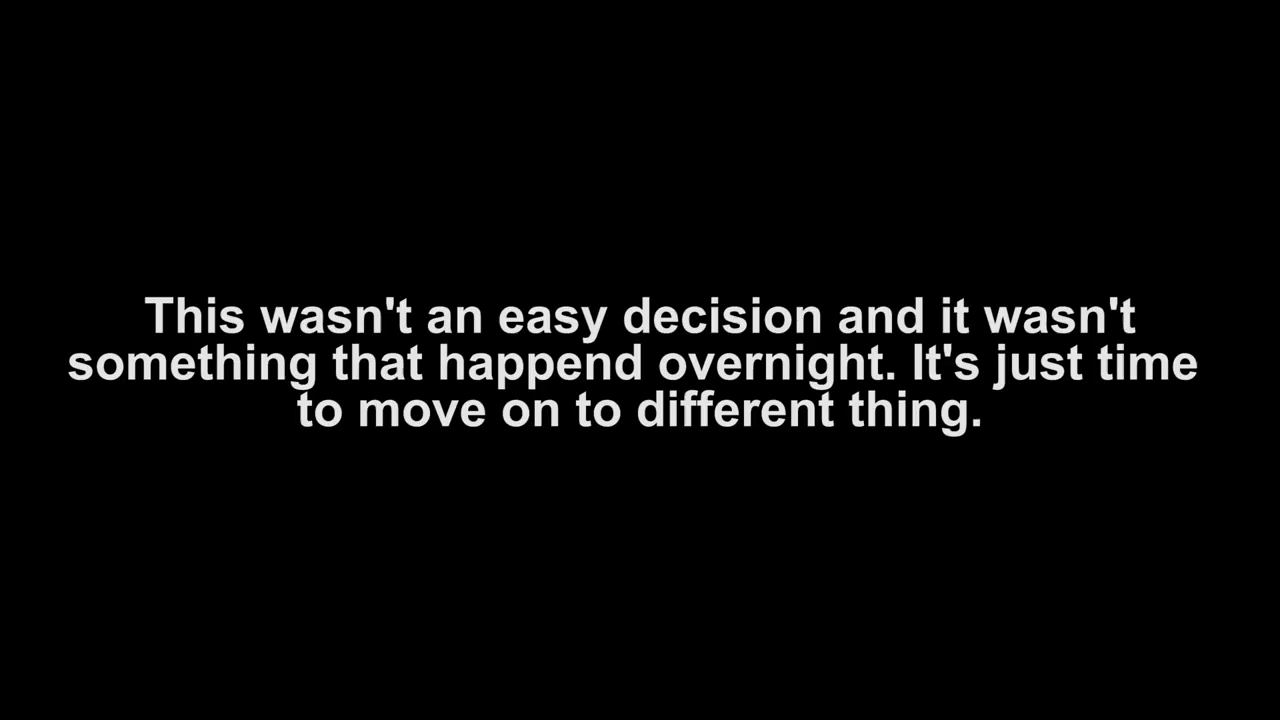 This wasn't an easy decision and it wasn't
something that happend overnight. It's just time
to move on to different thing.